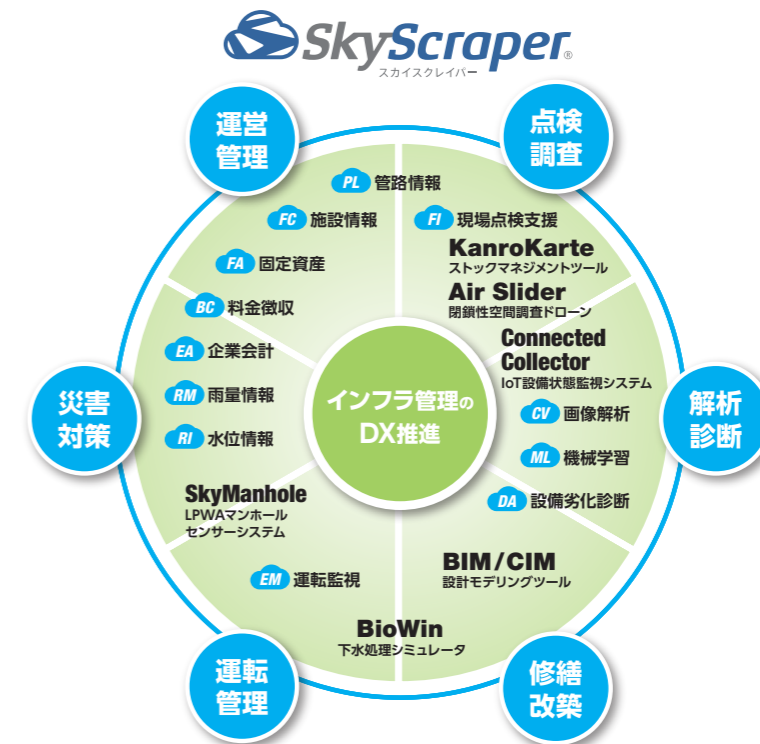 SkyScraper®
スカイスクレイパー
運営
管理
点検
調査
PL 管路情報
FC 施設情報
FA 固定資産
BC 料金徴収
EA 企業会計
RM 雨量情報
RI 水位情報
SkyManhole
LPWAマンホール
センサーシステム
EM 運転監視
FI 現場点検支援
KanroKarte
ストックマネジメントツール
Air Slider
閉鎖性空間調査ドローン
Connected
Collector
IoT設備状態監視システム
CV 画像解析
ML 機械学習
DA 設備劣化診断
BIM/CIM
設計モデリングツール
BioWin
下水処理シミュレータ
インフラ管理の
DX推進
災害
対策
解析
診断
運転
管理
修繕
改築